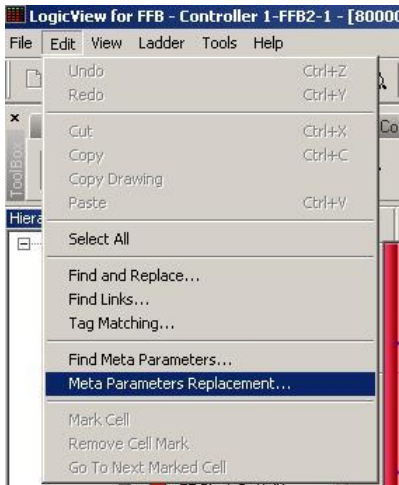 LogicView for FFB - Controller 1-FFB2-1 - [80000
File Edit View Ladder Tools Help
Undo Ctrl+Z
Redo Ctrl+Y
Cut Ctrl+X
Copy Ctrl+C
Copy Drawing
Paste Ctrl+V
Select All
Find and Replace...
Find Links...
Tag Matching...
Find Meta Parameters...
Meta Parameters Replacement...
Mark Cell
Remove Cell Mark
Go To Next Marked Cell
ToolBox
Hiera
Co